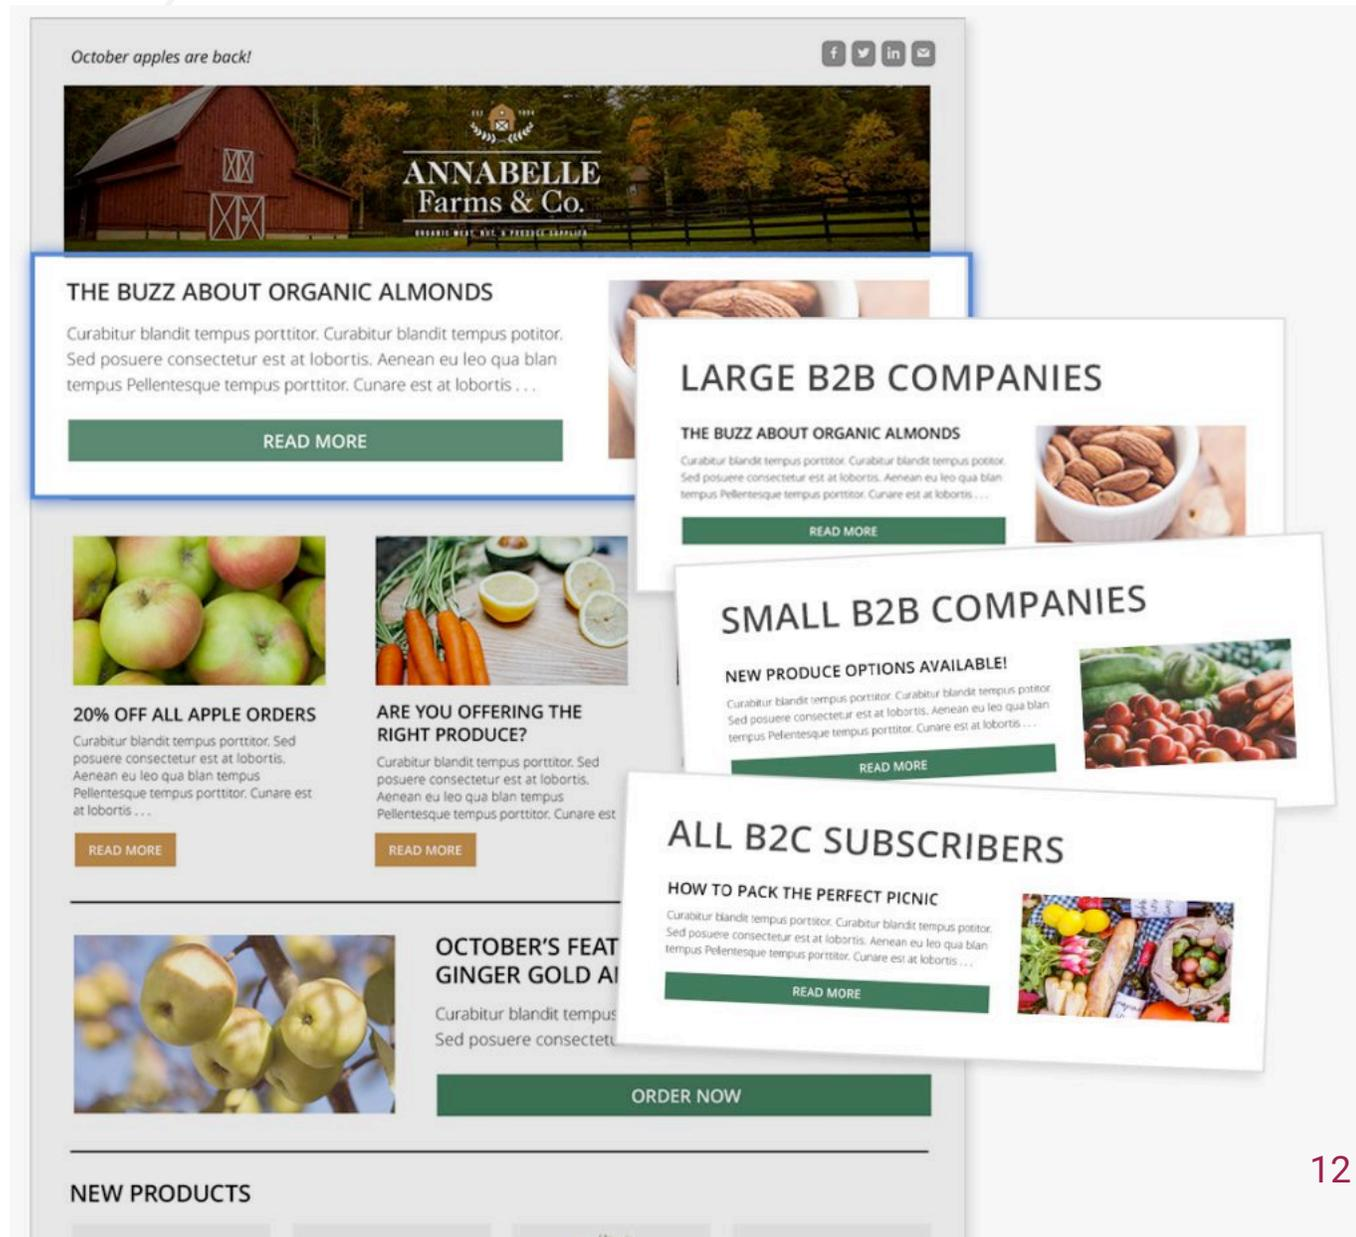 October apples are back!
ANNABELLE
Farms & Co.
ORGANIC MEAT, NUT, & PRODUCE SUPPLIER
THE BUZZ ABOUT ORGANIC ALMONDS
Curabitur blandit tempus porttitor. Curabitur blandit tempus potitor.
Sed posuere consectetur est at lobortis. Aenean eu leo qua blan
tempus Pellentesque tempus porttitor. Cunare est at lobortis . . .
READ MORE
LARGE B2B COMPANIES
THE BUZZ ABOUT ORGANIC ALMONDS
Curabitur blandit tempus porttitor. Curabitur blandit tempus potitor.
Sed posuere consectetur est at lobortis. Aenean eu leo qua blan
tempus Pellentesque tempus porttitor. Cunare est at lobortis . . .
READ MORE
SMALL B2B COMPANIES
NEW PRODUCE OPTIONS AVAILABLE!
Curabitur blandit tempus porttitor. Curabitur blandit tempus potitor.
Sed posuere consectetur est at lobortis. Aenean eu leo qua blan
tempus Pellentesque tempus porttitor. Cunare est at lobortis . . .
READ MORE
ALL B2C SUBSCRIBERS
HOW TO PACK THE PERFECT PICNIC
Curabitur blandit tempus porttitor. Curabitur blandit tempus potitor.
Sed posuere consectetur est at lobortis. Aenean eu leo qua blan
tempus Pellentesque tempus porttitor. Cunare est at lobortis . . .
READ MORE
20% OFF ALL APPLE ORDERS
Curabitur blandit tempus porttitor. Sed
posuere consectetur est at lobortis.
Aenean eu leo qua blan tempus
Pellentesque tempus porttitor. Cunare est
at lobortis . . .
READ MORE
ARE YOU OFFERING THE
RIGHT PRODUCE?
Curabitur blandit tempus porttitor. Sed
posuere consectetur est at lobortis.
Aenean eu leo qua blan tempus
Pellentesque tempus porttitor. Cunare est
READ MORE
OCTOBER'S FEAT
GINGER GOLD
Curabitur blandit tempus
Sed posuere
ORDER NOW
NEW PRODUCTS
12